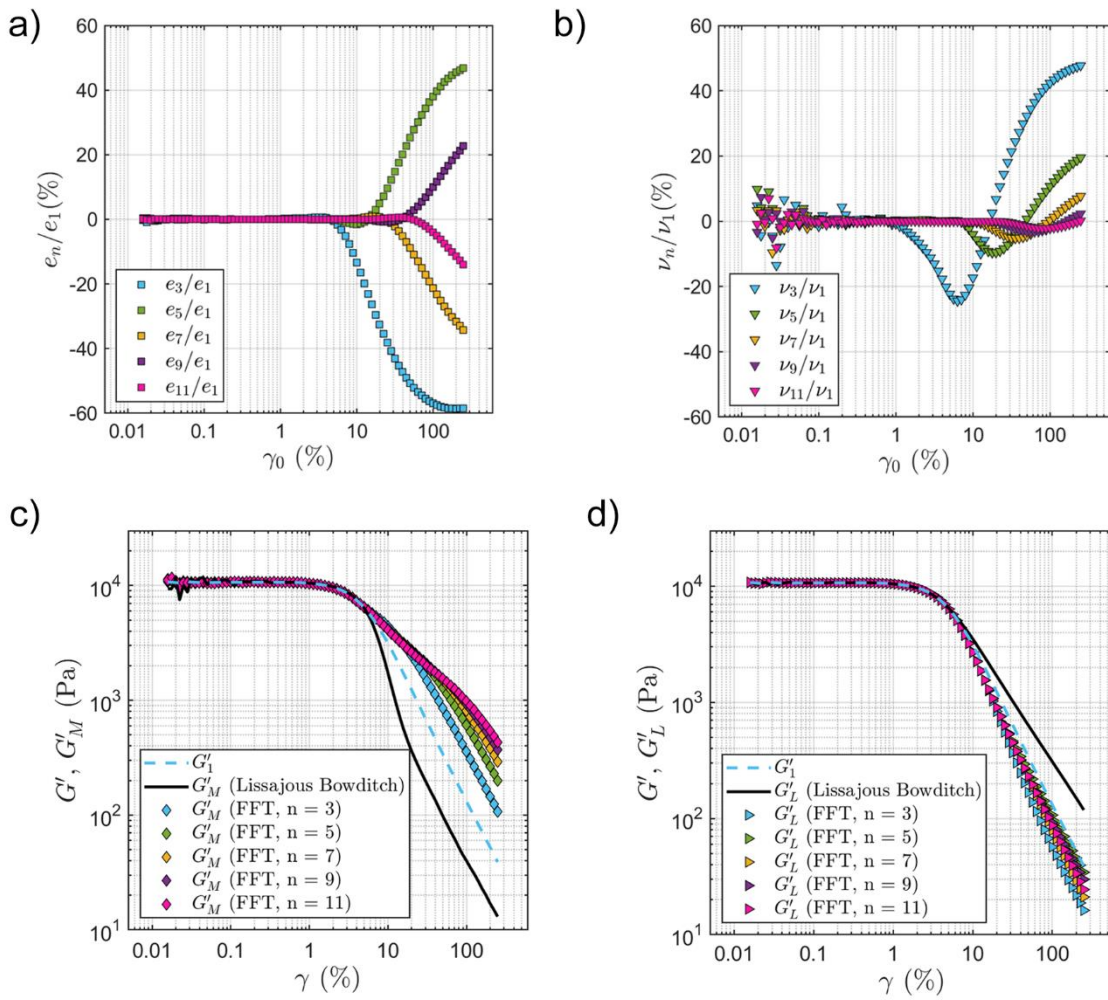 a)
60
40
20
0
-20
-40
-60
e_n/e_1(%)
e_3/e_1
e_5/e_1
e_7/e_1
e_9/e_1
e_11/e_1
0.01 0.1 1 10 100
γ_0 (%)
b)
60
40
20
0
-20
-40
-60
ν_n/ν_1(%)
ν_3/ν_1
ν_5/ν_1
ν_7/ν_1
ν_9/ν_1
ν_11/ν_1
0.01 0.1 1 10 100
γ_0 (%)
c)
10^4
10^3
10^2
10^1
G', G'_M (Pa)
G'_1
G'_M (Lissajous Bowditch)
G'_M (FFT, n = 3)
G'_M (FFT, n = 5)
G'_M (FFT, n = 7)
G'_M (FFT, n = 9)
G'_M (FFT, n = 11)
0.01 0.1 1 10 100
γ (%)
d)
10^4
10^3
10^2
10^1
G', G'_L (Pa)
G'_1
G'_L (Lissajous Bowditch)
G'_L (FFT, n = 3)
G'_L (FFT, n = 5)
G'_L (FFT, n = 7)
G'_L (FFT, n = 9)
G'_L (FFT, n = 11)
0.01 0.1 1 10 100
γ (%)